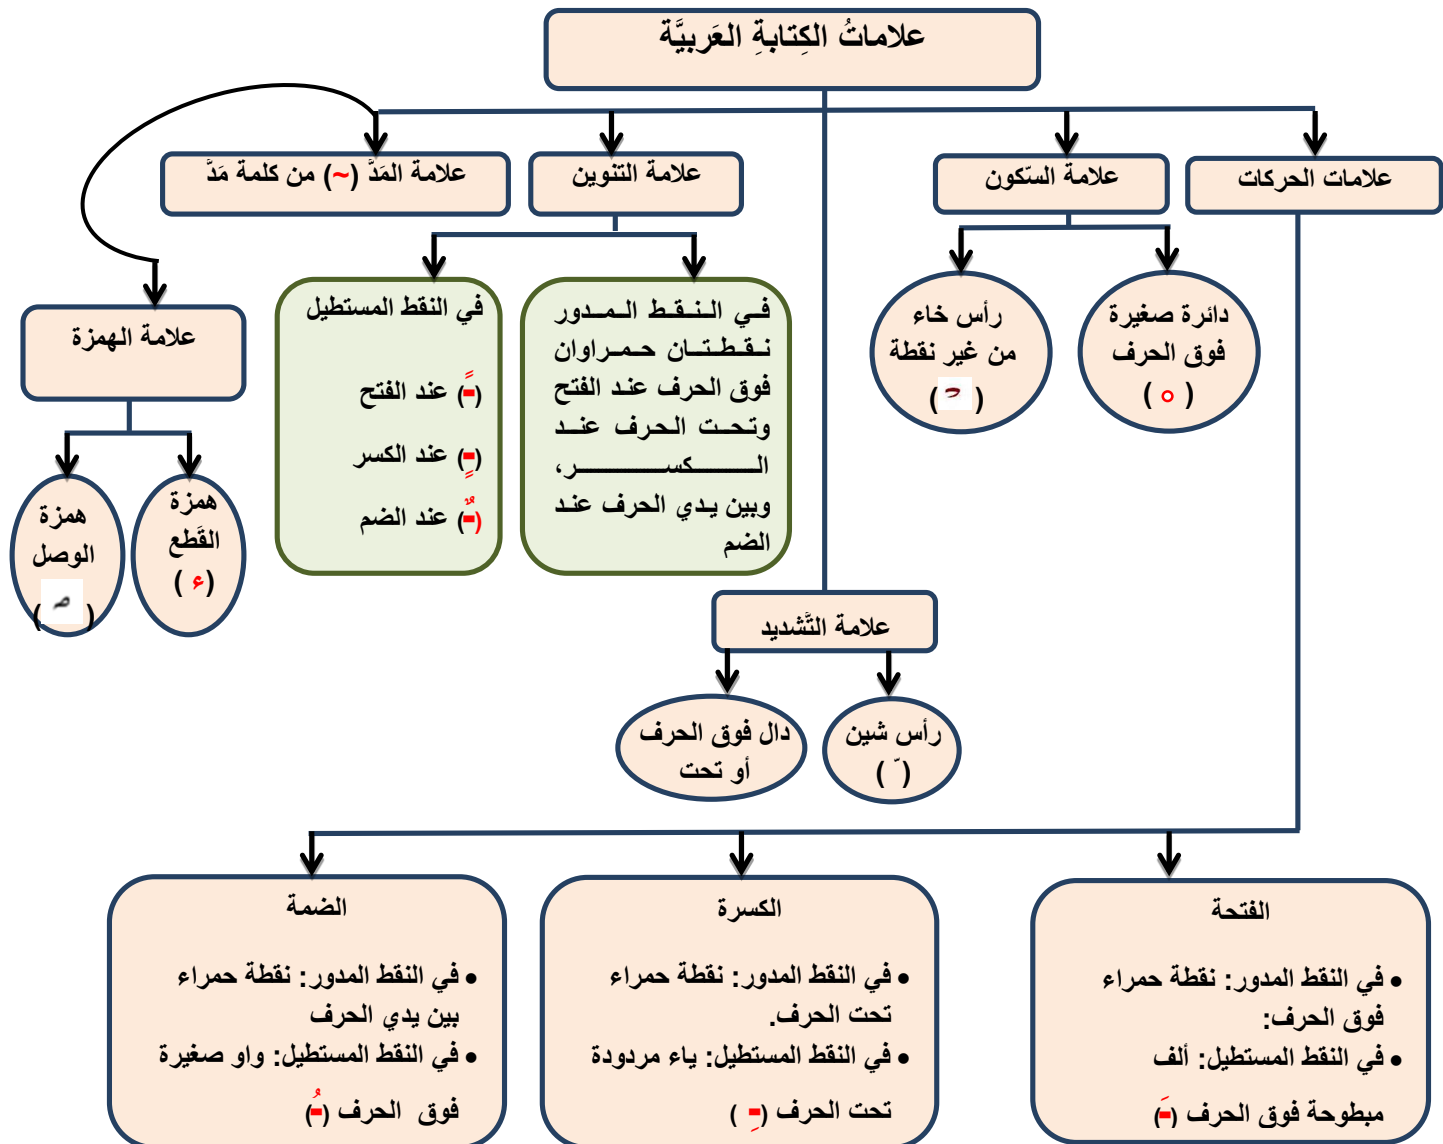 علاماتُ الكِتابةِ العَربيَّة
علامات الحركات
علامة السّكون
علامة التنوين
علامة المَدَّ (~) من كلمة مَدَّ
دائرة صغيرة
فوق الحرف
( ه )
رأس خاء
من غير نقطة
( ﺣ )
في النقط المدور
نقطتان حمراوان
فوق الحرف عند الفتح
وتحت الحرف عند
الكسر،
وبين يدي الحرف عند
الضم
في النقط المستطيل
(ـً) عند الفتح
(ـٍ) عند الكسر
(ـٌ) عند الضم
علامة الهمزة
همزة
القَطع
(ء )
همزة
الوصل
( صـ )
علامة التَّشديد
رأس شين
( ّ )
دال فوق الحرف
أو تحت
الفتحة
• في النقط المدور: نقطة حمراء
فوق الحرف:
• في النقط المستطيل: ألف
مبطوحة فوق الحرف (ـَ)
الكسرة
• في النقط المدور: نقطة حمراء
تحت الحرف.
• في النقط المستطيل: ياء مردودة
تحت الحرف (ـِ )
الضمة
• في النقط المدور: نقطة حمراء
بين يدي الحرف
• في النقط المستطيل: واو صغيرة
فوق الحرف (ـُ)